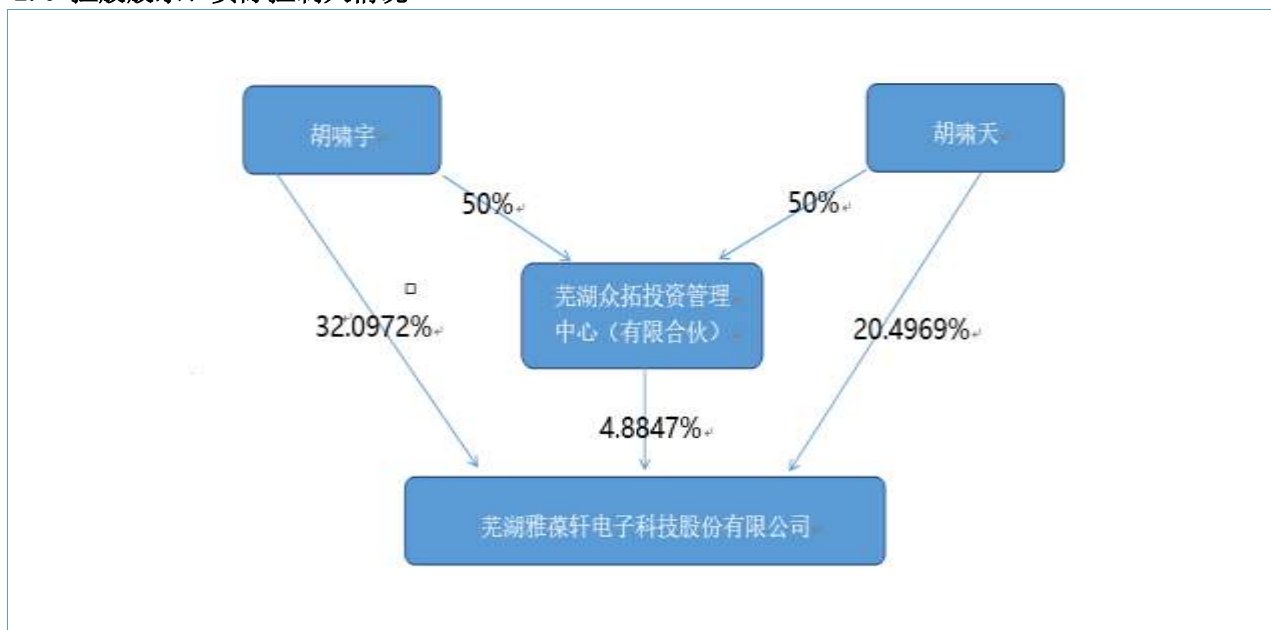 胡啸宇
胡啸天
50%
50%
芜湖众拓投资管理
中心（有限合伙）
32.0972%
20.4969%
4.8847%
芜湖雅葆轩电子科技股份有限公司